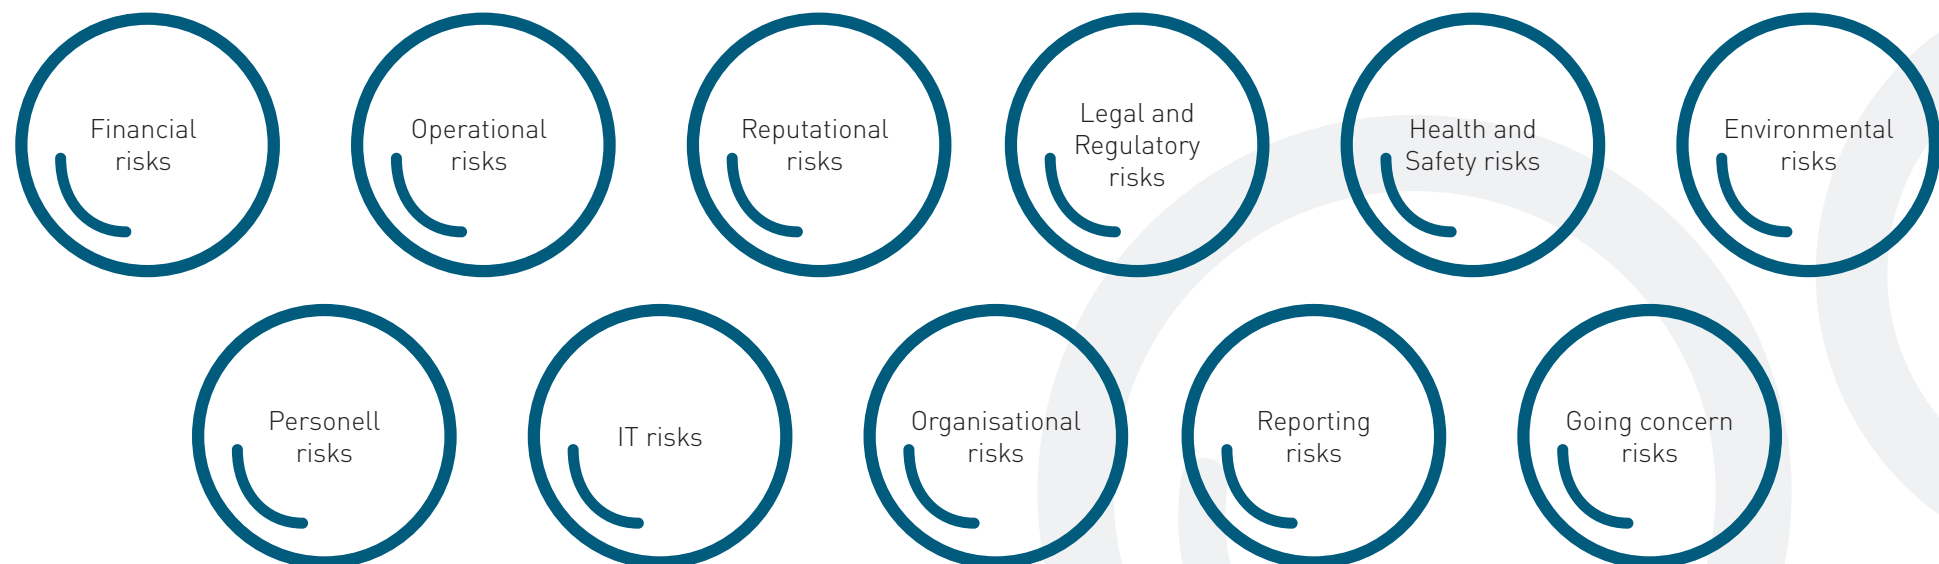 Financial
risks
Operational
risks
Reputational
risks
Legal and
Regulatory
risks
Health and
Safety risks
Environmental
risks
Personell
risks
IT risks
Organisational
risks
Reporting
risks
Going concern
risks